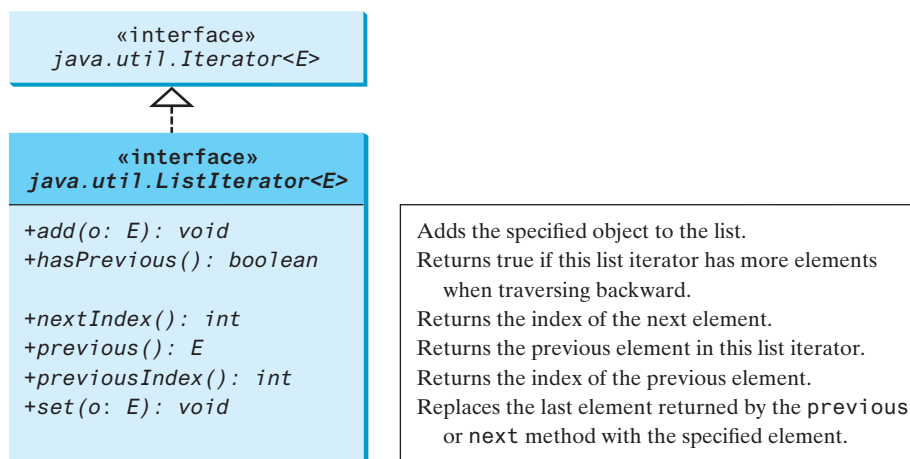 «interface»
java.util.Iterator<E>
«interface»
java.util.ListIterator<E>
+add(o: E): void
+hasPrevious(): boolean
+nextIndex(): int
+previous(): E
+previousIndex(): int
+set(o: E): void
Adds the specified object to the list.
Returns true if this list iterator has more elements
when traversing backward.
Returns the index of the next element.
Returns the previous element in this list iterator.
Returns the index of the previous element.
Replaces the last element returned by the previous
or next method with the specified element.